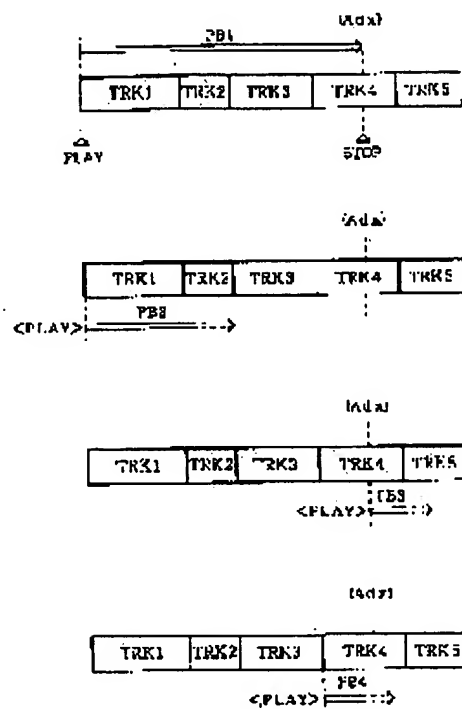 (Adx)
PB1
TRK1 TRK2 TRK3 TRK4 TRK5
PLAY STOP
(Adx)
TRK1 TRK2 TRK3 TRK4 TRK5
<PLAY> PB2
(Adx)
TRK1 TRK2 TRK3 TRK4 TRK5
<PLAY> PB3
(Adx)
TRK1 TRK2 TRK3 TRK4 TRK5
<PLAY> PB4